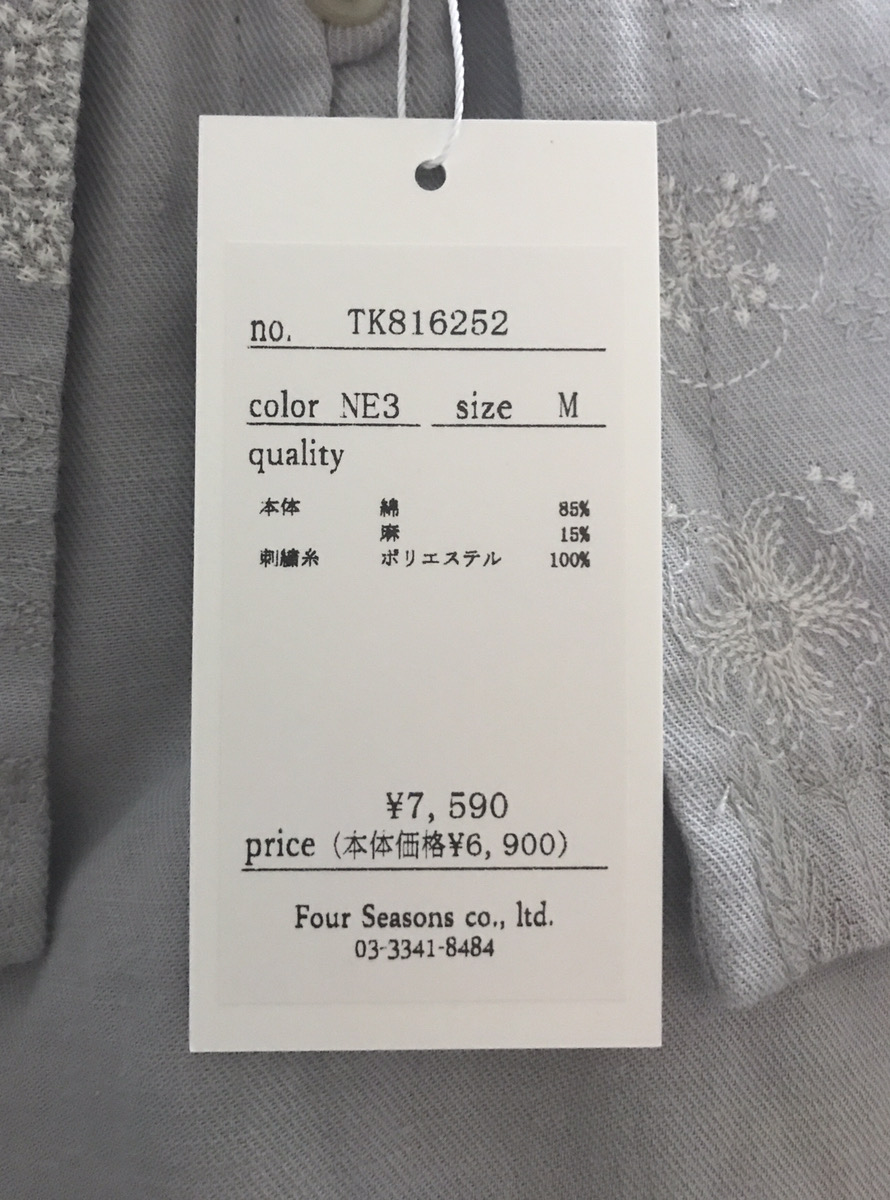 no. TK816252
color NE3 size M
quality
本体 綿 85%
麻 15%
刺繍糸 ポリエステル 100%
¥7,590
price (本体価格¥6,900)
Four Seasons co., ltd.
03-3341-8484